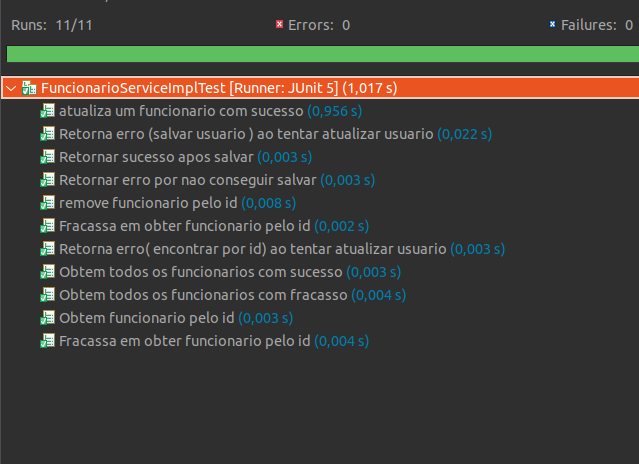 Runs: 11/11 Errors: 0 Failures: 0
FuncionarioServiceImplTest [Runner: JUnit 5] (1,017 s)
atualiza um funcionario com sucesso (0,956 s)
Retorna erro (salvar usuario ) ao tentar atualizar usuario (0,022 s)
Retornar sucesso apos salvar (0,003 s)
Retornar erro por nao conseguir salvar (0,003 s)
remove funcionario pelo id (0,008 s)
Fracassa em obter funcionario pelo id (0,002 s)
Retorna erro( encontrar por id) ao tentar atualizar usuario (0,003 s)
Obtem todos os funcionarios com sucesso (0,003 s)
Obtem todos os funcionarios com fracasso (0,004 s)
Obtem funcionario pelo id (0,003 s)
Fracassa em obter funcionario pelo id (0,004 s)